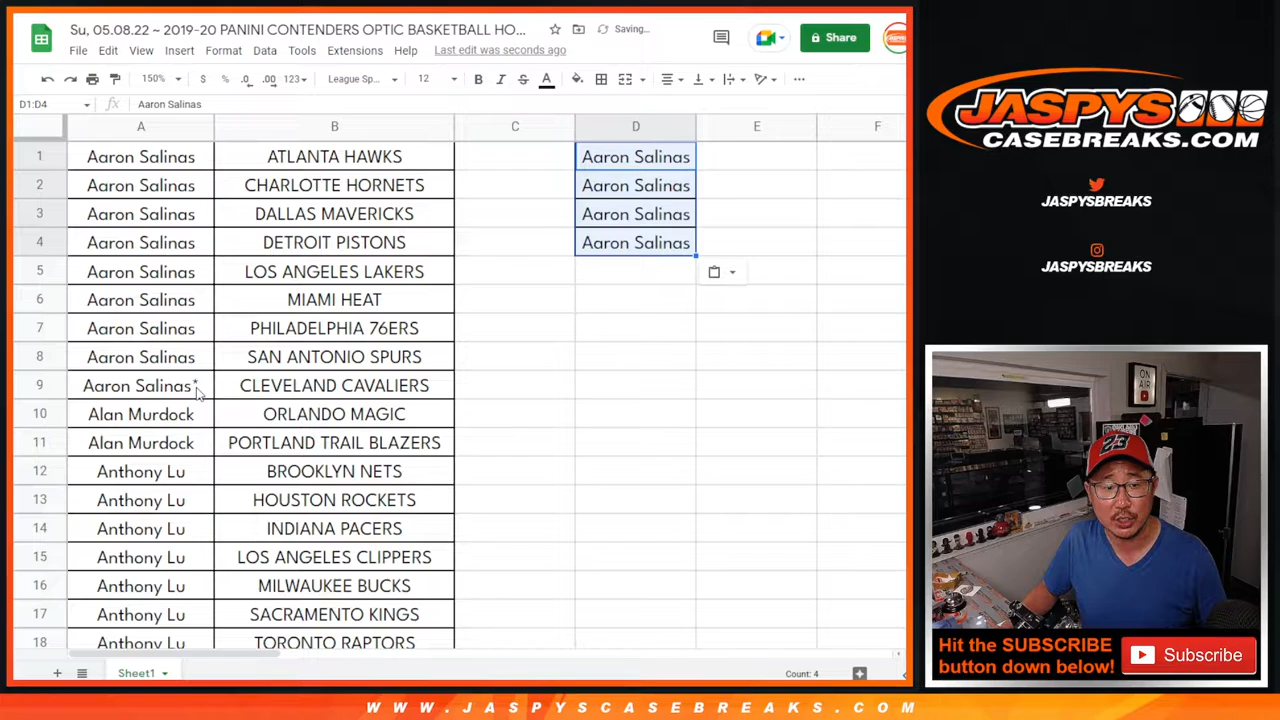 Su, 05.08.22 ~ 2019-20 PANINI CONTENDERS OPTIC BASKETBALL HO... Saving...
File Edit View Insert Format Data Tools Extensions Help Last edit was seconds ago
Share
150% $ % .0 .00 123 League Sp... 12 B I S A
D1:D4 fx Aaron Salinas
A B C D E F
1 Aaron Salinas ATLANTA HAWKS Aaron Salinas
2 Aaron Salinas CHARLOTTE HORNETS Aaron Salinas
3 Aaron Salinas DALLAS MAVERICKS Aaron Salinas
4 Aaron Salinas DETROIT PISTONS Aaron Salinas
5 Aaron Salinas LOS ANGELES LAKERS
6 Aaron Salinas MIAMI HEAT
7 Aaron Salinas PHILADELPHIA 76ERS
8 Aaron Salinas SAN ANTONIO SPURS
9 Aaron Salinas* CLEVELAND CAVALIERS
10 Alan Murdock ORLANDO MAGIC
11 Alan Murdock PORTLAND TRAIL BLAZERS
12 Anthony Lu BROOKLYN NETS
13 Anthony Lu HOUSTON ROCKETS
14 Anthony Lu INDIANA PACERS
15 Anthony Lu LOS ANGELES CLIPPERS
16 Anthony Lu MILWAUKEE BUCKS
17 Anthony Lu SACRAMENTO KINGS
18 Anthony Lu TORONTO RAPTORS
Sheet1 Count: 4
JASPYS
CASEBREAKS.COM
JASPYSBREAKS
JASPYSBREAKS
ON
AIR
23
Hit the SUBSCRIBE
button down below!
Subscribe
WWW.JASPYSCASEBREAKS.COM